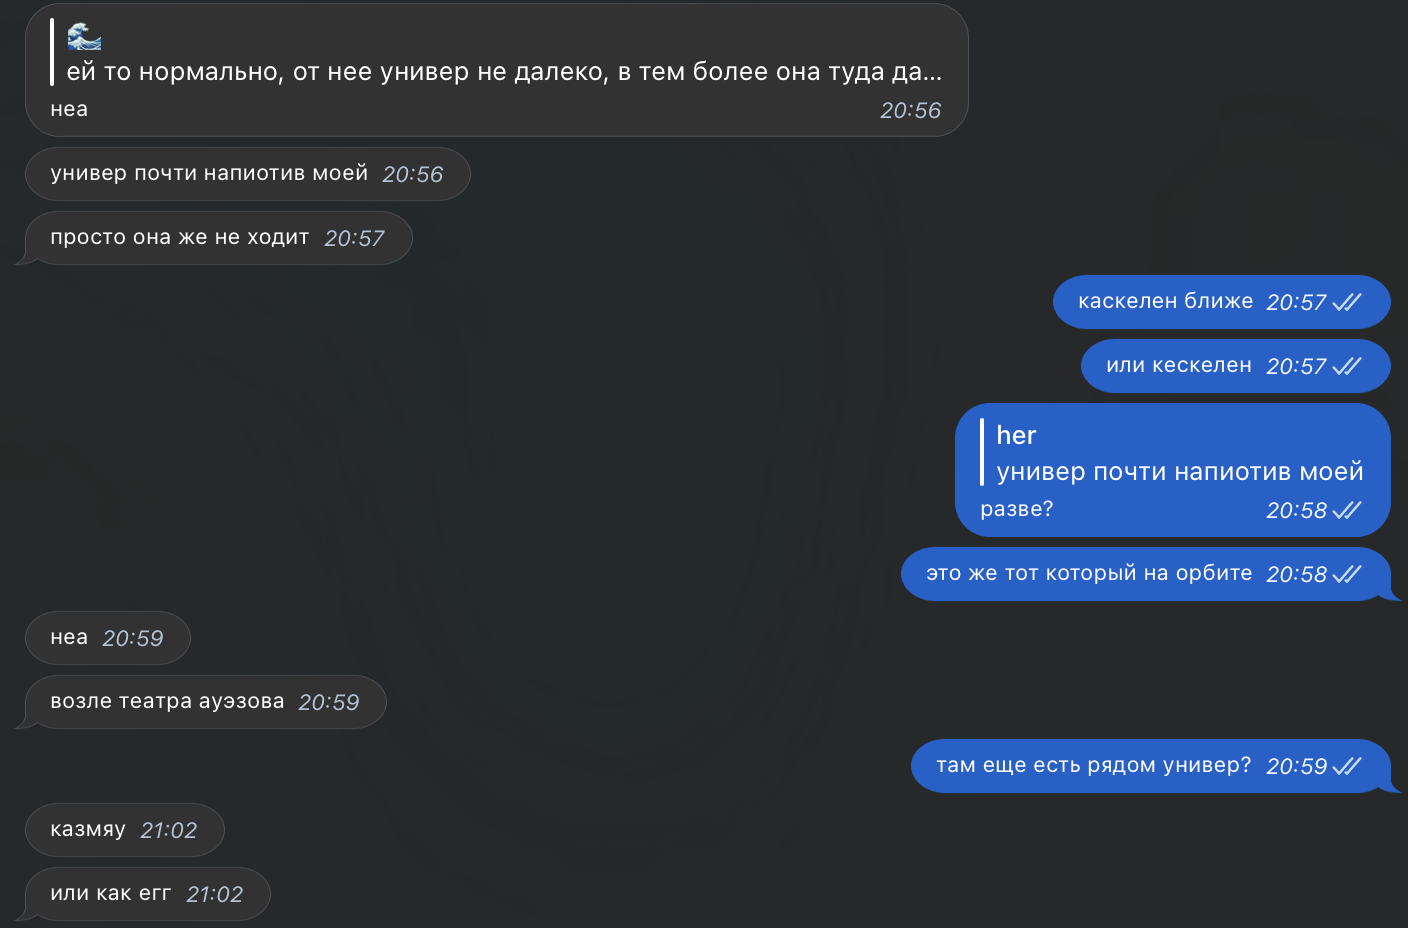 🌊
ей то нормально, от нее универ не далеко, в тем более она туда да...
неа 20:56
универ почти напиотив моей 20:56
просто она же не ходит 20:57
каскелен ближе 20:57
или кескелен 20:57
her
универ почти напиотив моей
разве? 20:58
это же тот который на орбите 20:58
неа 20:59
возле театра ауэзова 20:59
там еще есть рядом универ? 20:59
казмяу 21:02
или как егг 21:02